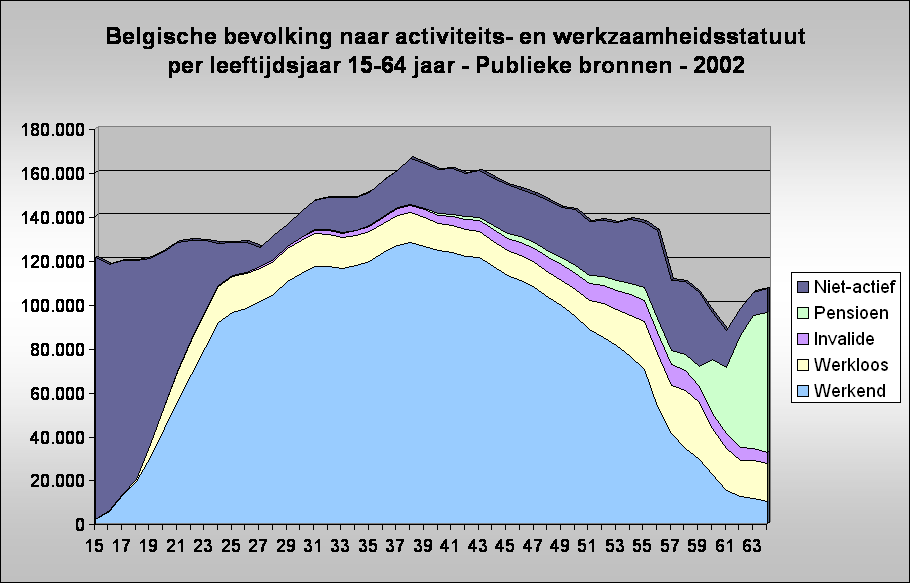 Belgische bevolking naar activiteits- en werkzaamheidsstatuut
per leeftijdsjaar 15-64 jaar - Publieke bronnen - 2002
180.000
160.000
140.000
120.000
100.000
80.000
60.000
40.000
20.000
0
15 17 19 21 23 25 27 29 31 33 35 37 39 41 43 45 47 49 51 53 55 57 59 61 63
Niet-actief
Pensioen
Invalide
Werkloos
Werkend